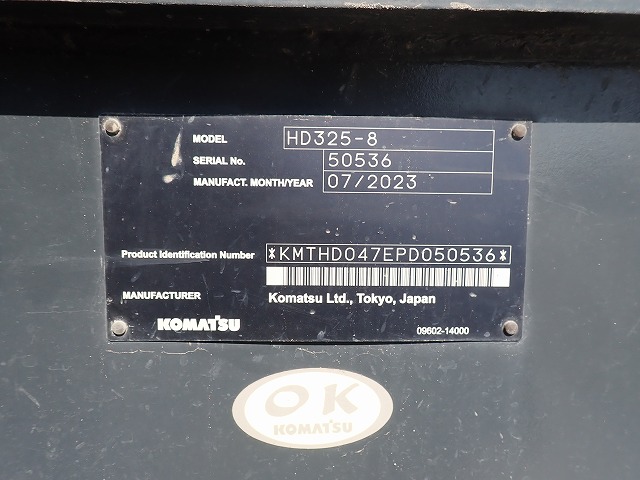 MODEL HD325-8
SERIAL No. 50536
MANUFACT. MONTH/YEAR 07/2023
Product Identification Number *KMTHD047EPD050536*
MANUFACTURER Komatsu Ltd., Tokyo, Japan
KOMATSU 09602-14000
OK
KOMATSU